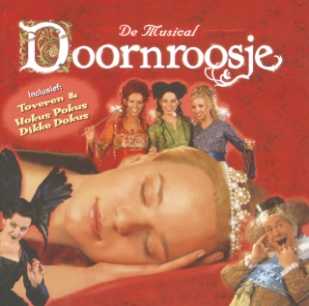 De Musical
Doornroosje
Inclusief:
Toveren &
Hokus Pokus
Dikke Dokus